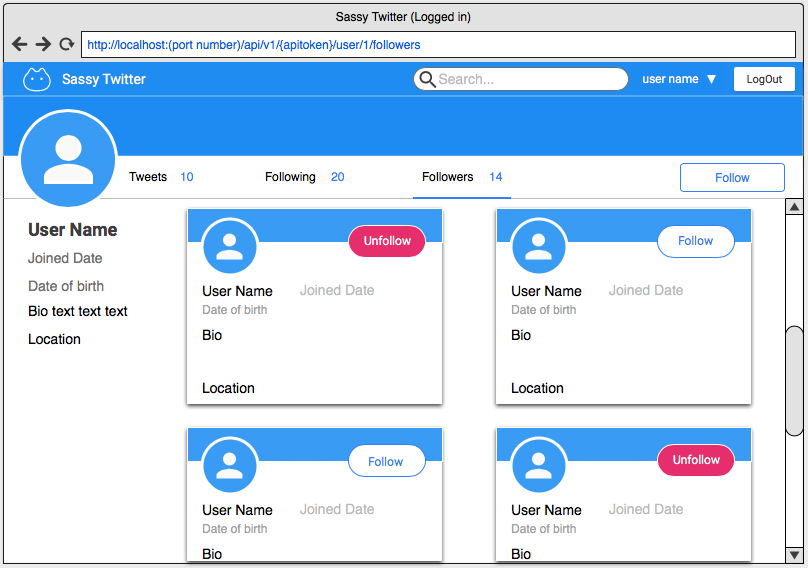 Sassy Twitter (Logged in)
http://localhost:(port number)/api/v1/{apitoken}/user/1/followers
Sassy Twitter
Search...
user name ▼
LogOut
Tweets 10
Following 20
Followers 14
Follow
User Name
Joined Date
Date of birth
Bio text text text
Location
Unfollow
User Name Joined Date
Date of birth
Bio
Location
Follow
User Name Joined Date
Date of birth
Bio
Location
Follow
User Name Joined Date
Date of birth
Bio
Unfollow
User Name Joined Date
Date of birth
Bio